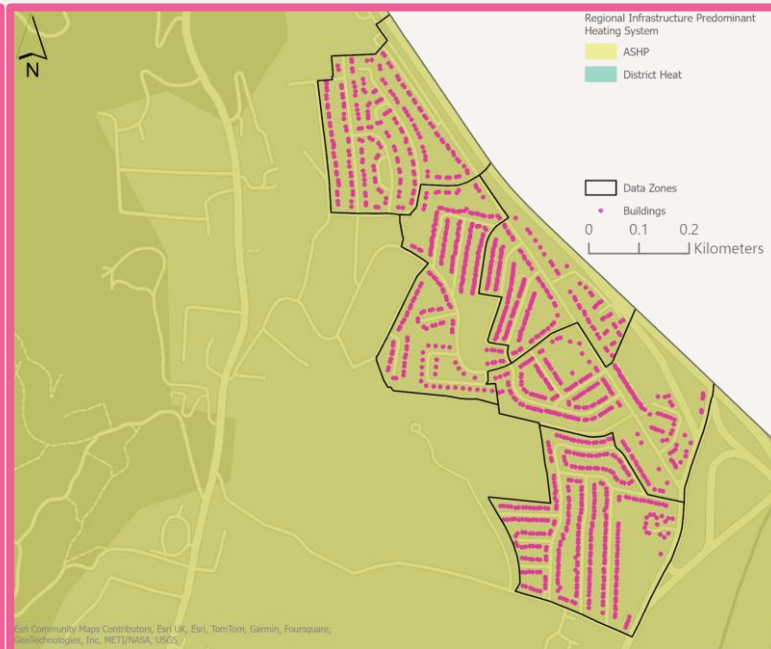 N
Regional Infrastructure Predominant
Heating System
ASHP
District Heat
Data Zones
Buildings
0 0.1 0.2
Kilometers
Esri Community Maps Contributors, Esri UK, Esri, TomTom, Garmin, Foursquare,
GeoTechnologies, Inc, METI/NASA, USGS